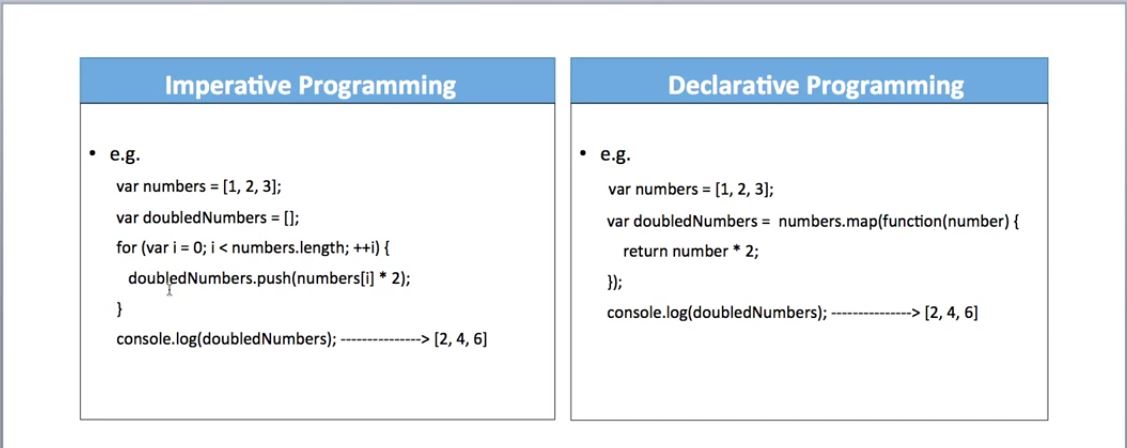 Imperative Programming
• e.g.
var numbers = [1, 2, 3];
var doubledNumbers = [];
for (var i = 0; i < numbers.length; ++i) {
doubledNumbers.push(numbers[i] * 2);
}
console.log(doubledNumbers); ---------------> [2, 4, 6]
Declarative Programming
• e.g.
var numbers = [1, 2, 3];
var doubledNumbers = numbers.map(function(number) {
return number * 2;
});
console.log(doubledNumbers); ---------------> [2, 4, 6]